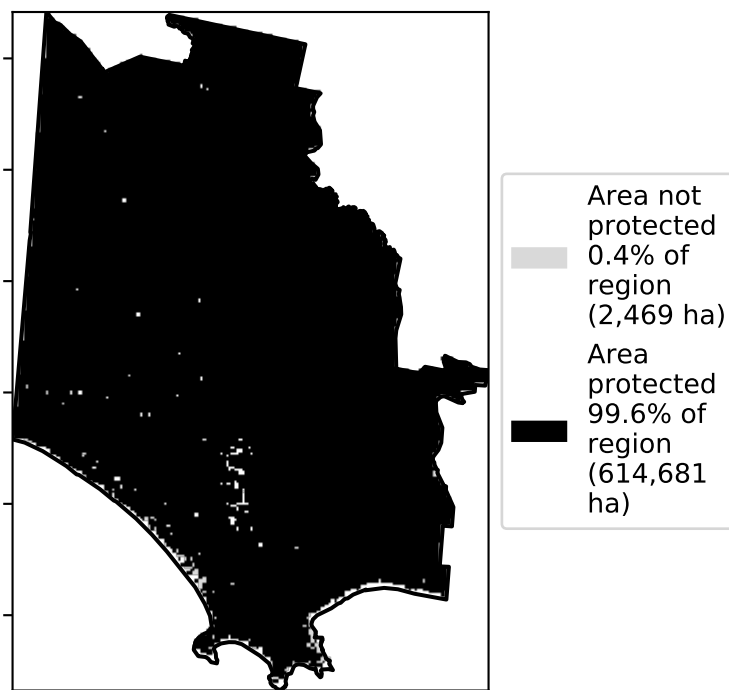 Area not
protected
0.4% of
region
(2,469 ha)
Area
protected
99.6% of
region
(614,681
ha)